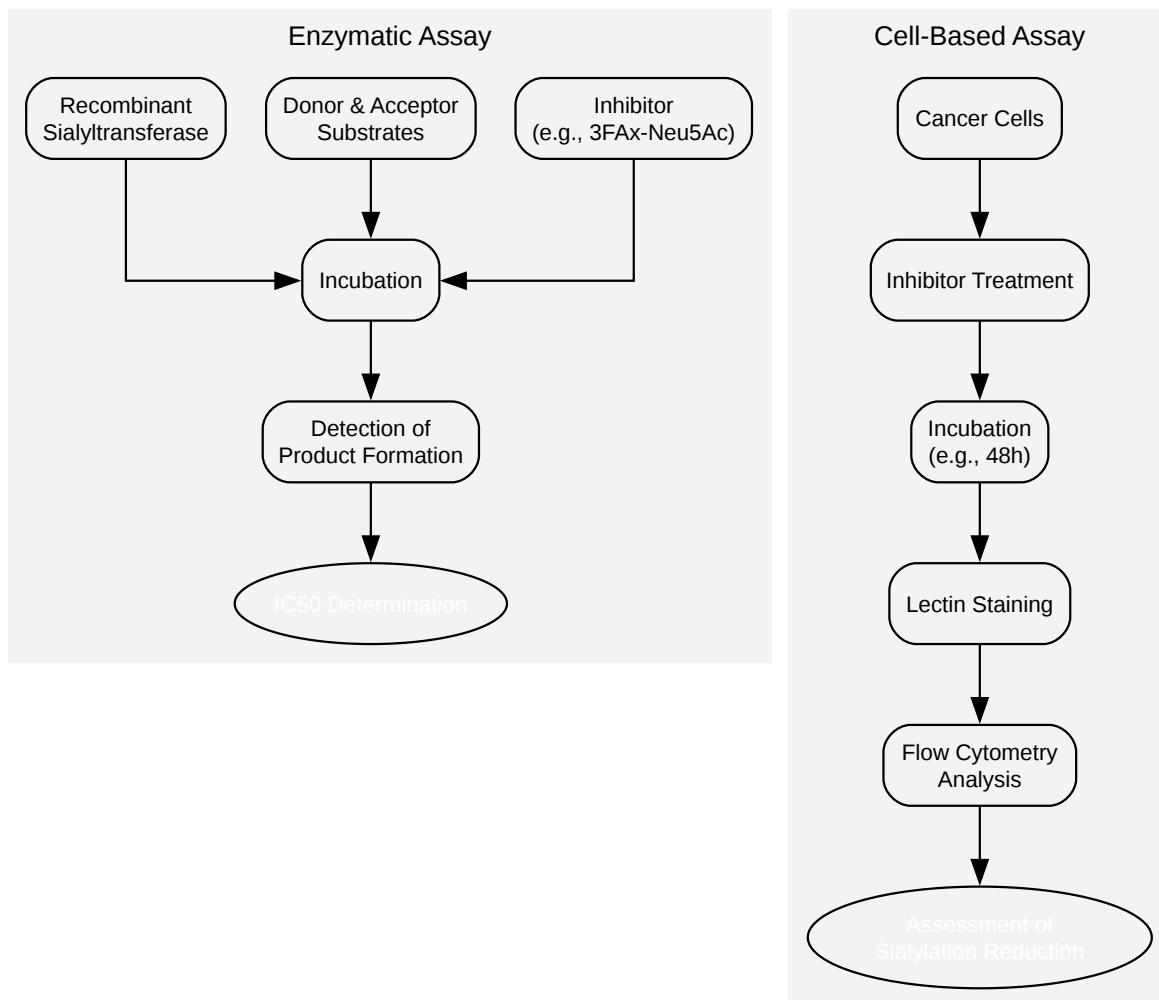 Enzymatic Assay
Recombinant
Sialyltransferase
Donor & Acceptor
Substrates
Inhibitor
(e.g., 3FAx-Neu5Ac)
Incubation
Detection of
Product Formation
IC50 Determination
Cell-Based Assay
Cancer Cells
Inhibitor Treatment
Incubation
(e.g., 48h)
Lectin Staining
Flow Cytometry
Analysis
Assessment of
Sialylation Reduction